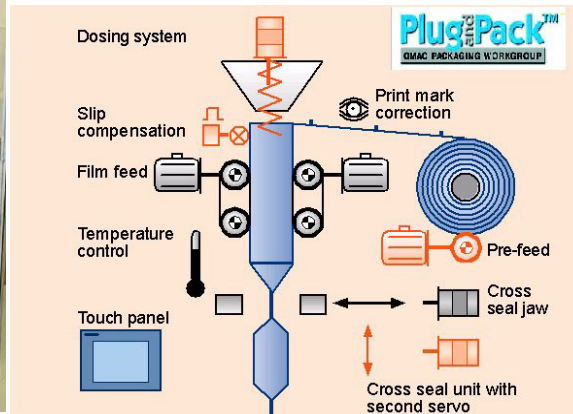 Dosing system
Plug and Pack™
OMAC PACKAGING WORKGROUP
Print mark
correction
Slip
compensation
Film feed
Temperature
control
Pre-feed
Cross
seal jaw
Touch panel
Cross seal unit with
second servo